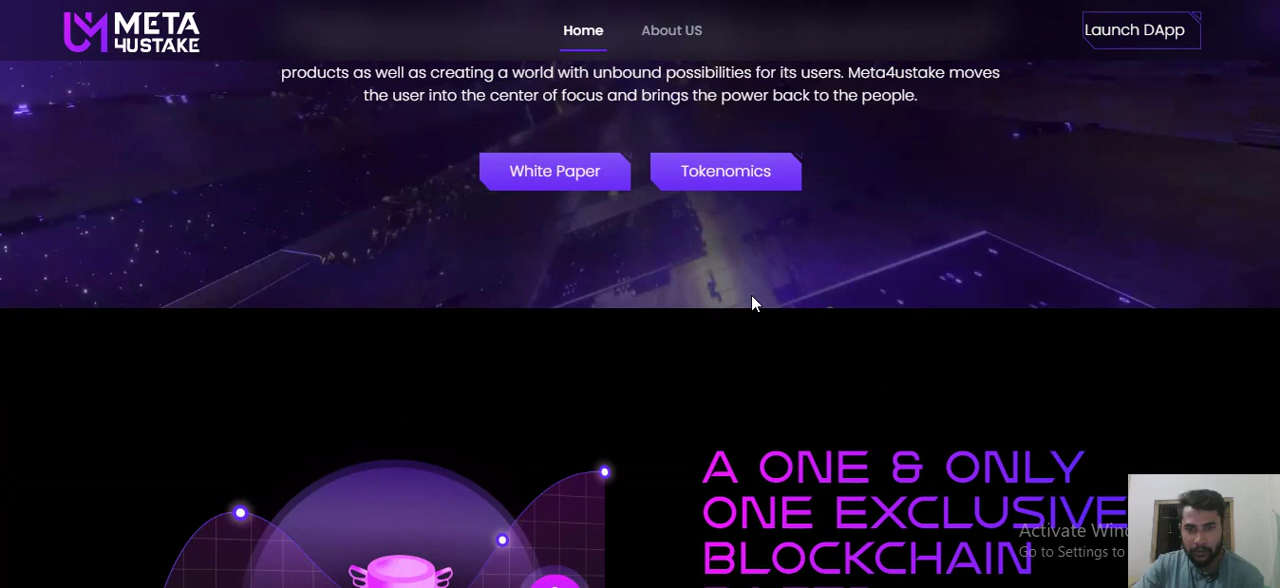 META
4USTAKE
Home
About US
Launch DApp
products as well as creating a world with unbound possibilities for its users. Meta4ustake moves
the user into the center of focus and brings the power back to the people.
White Paper
Tokenomics
A ONE & ONLY
ONE EXCLUSIVE
BLOCKCHAIN
Activate
Go to Settings to